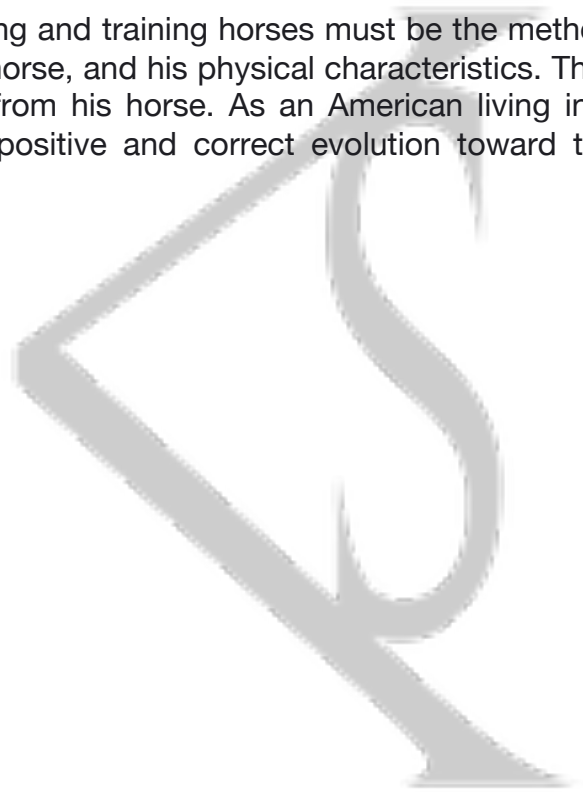 ng and training horses must be the metho
horse, and his physical characteristics. Th
from his horse. As an American living in
positive and correct evolution toward t